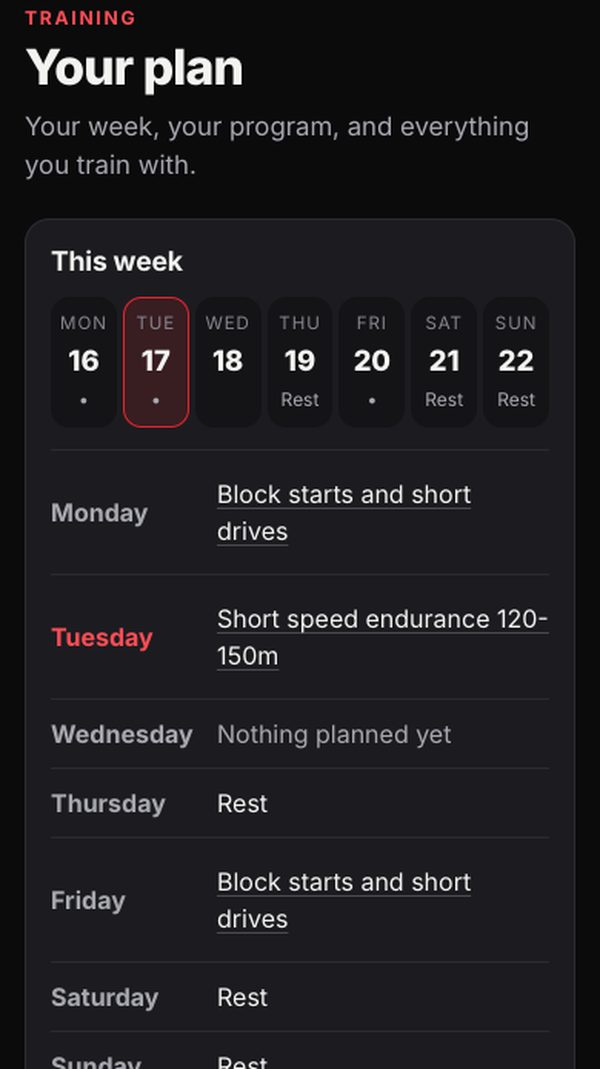 TRAINING
Your plan
Your week, your program, and everything
you train with.
This week
MON TUE WED THU FRI SAT SUN
16 17 18 19 20 21 22
• • Rest • Rest Rest
Monday Block starts and short
drives
Tuesday Short speed endurance 120-
150m
Wednesday Nothing planned yet
Thursday Rest
Friday Block starts and short
drives
Saturday Rest
Sunday Rest